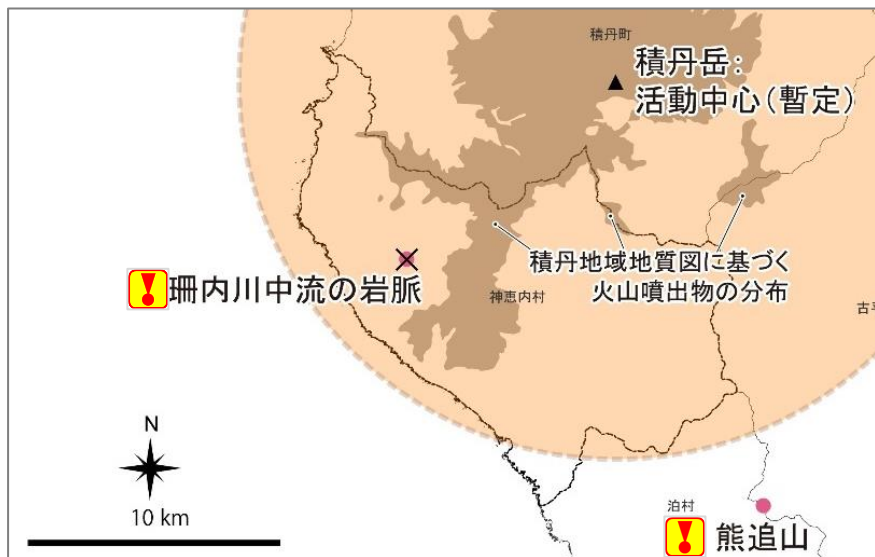 積丹町
積丹岳：
活動中心（暫定）
積丹地域地質図に基づく
火山噴出物の分布
珊内川中流の岩脈
神恵内村
古平
N
10 km
泊村
熊追山